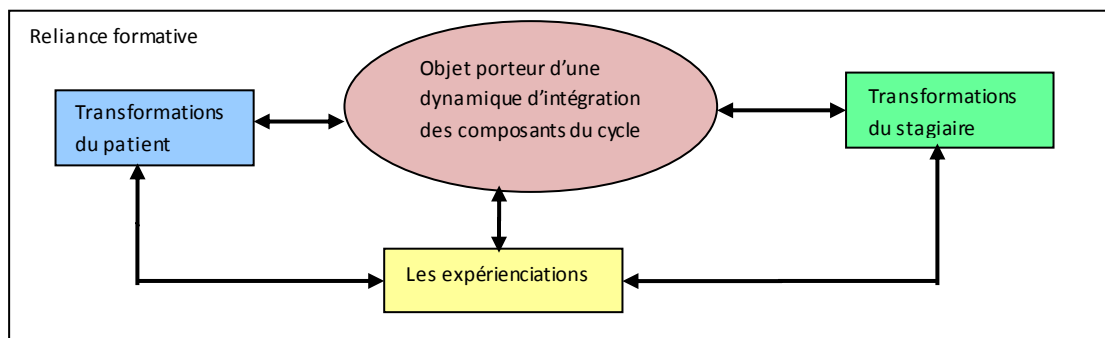 Reliance formative
Objet porteur d’une
dynamique d’intégration
des composants du cycle
Transformations
du patient
Transformations
du stagiaire
Les expérienciations